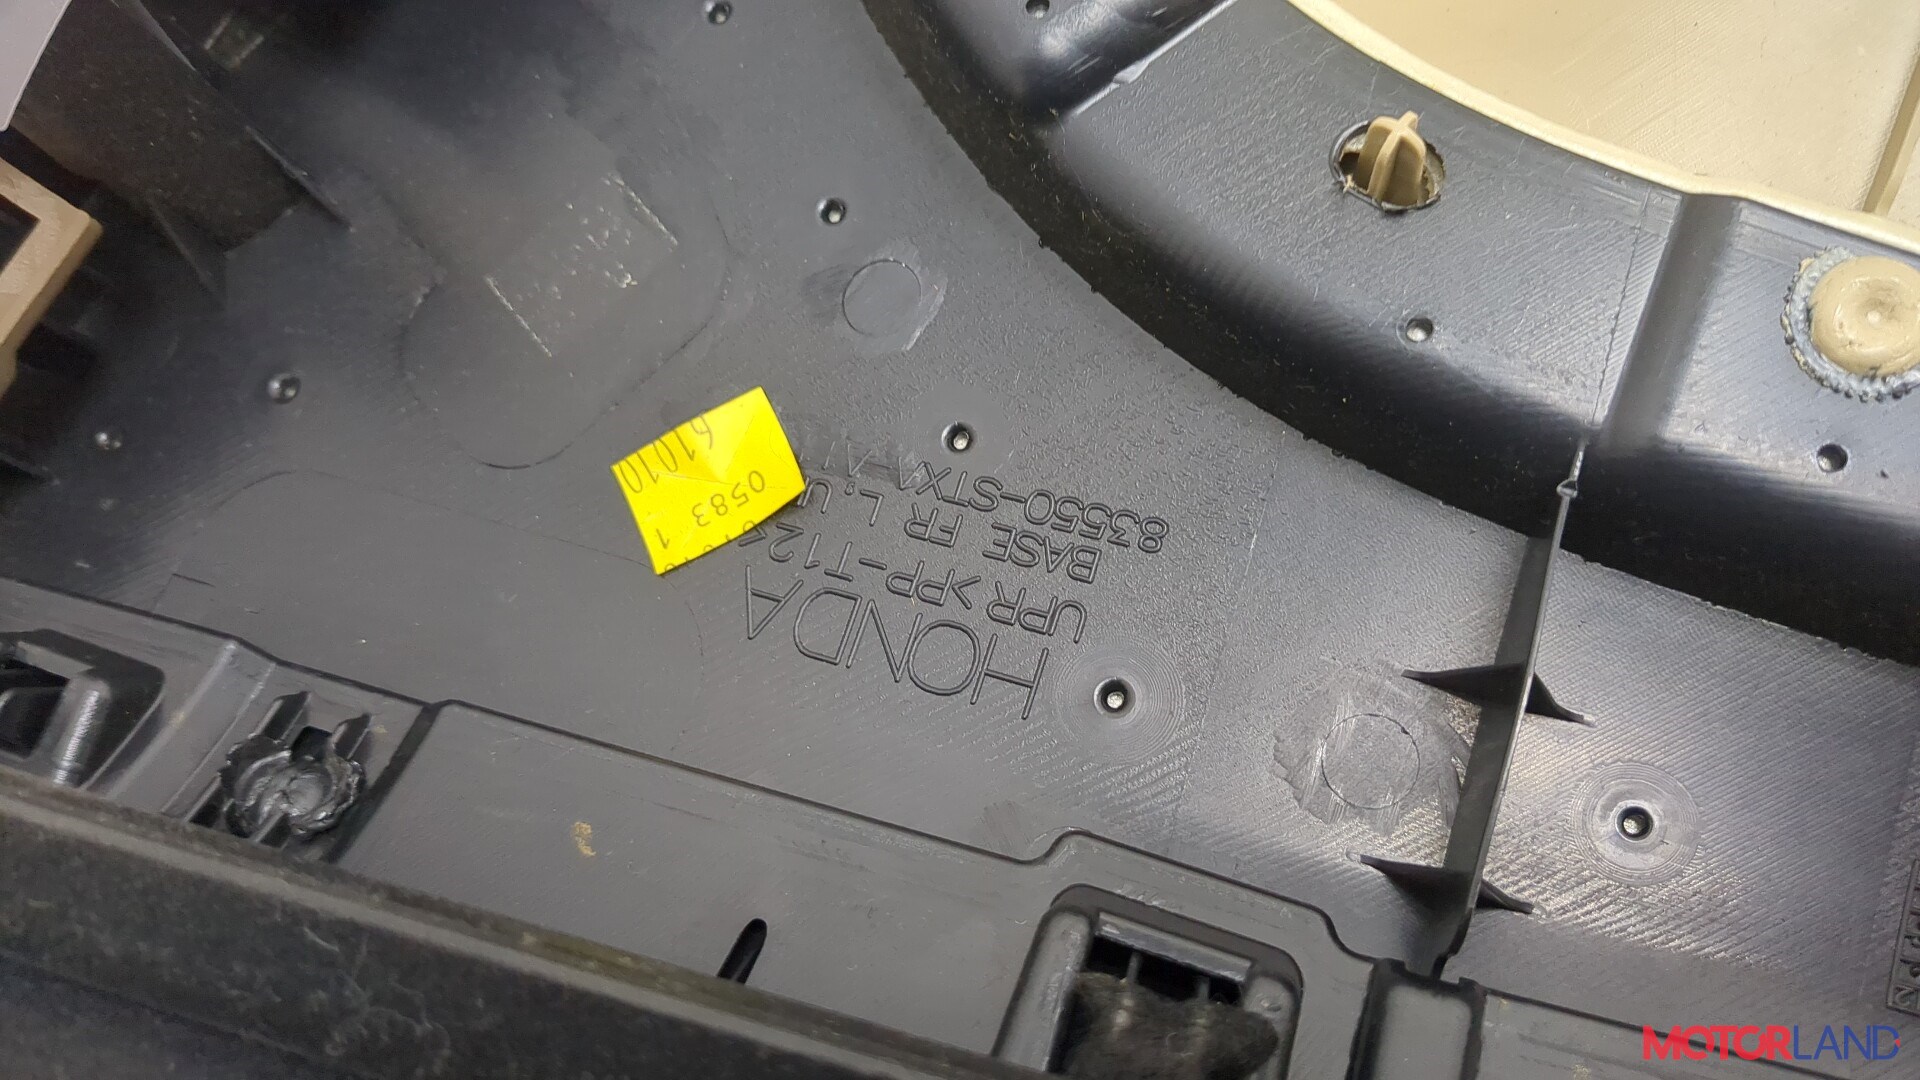 83550-STX
BASE FR L,U
UPR >PP-T12
HONDA
61010
0583 1
MOTORLAND